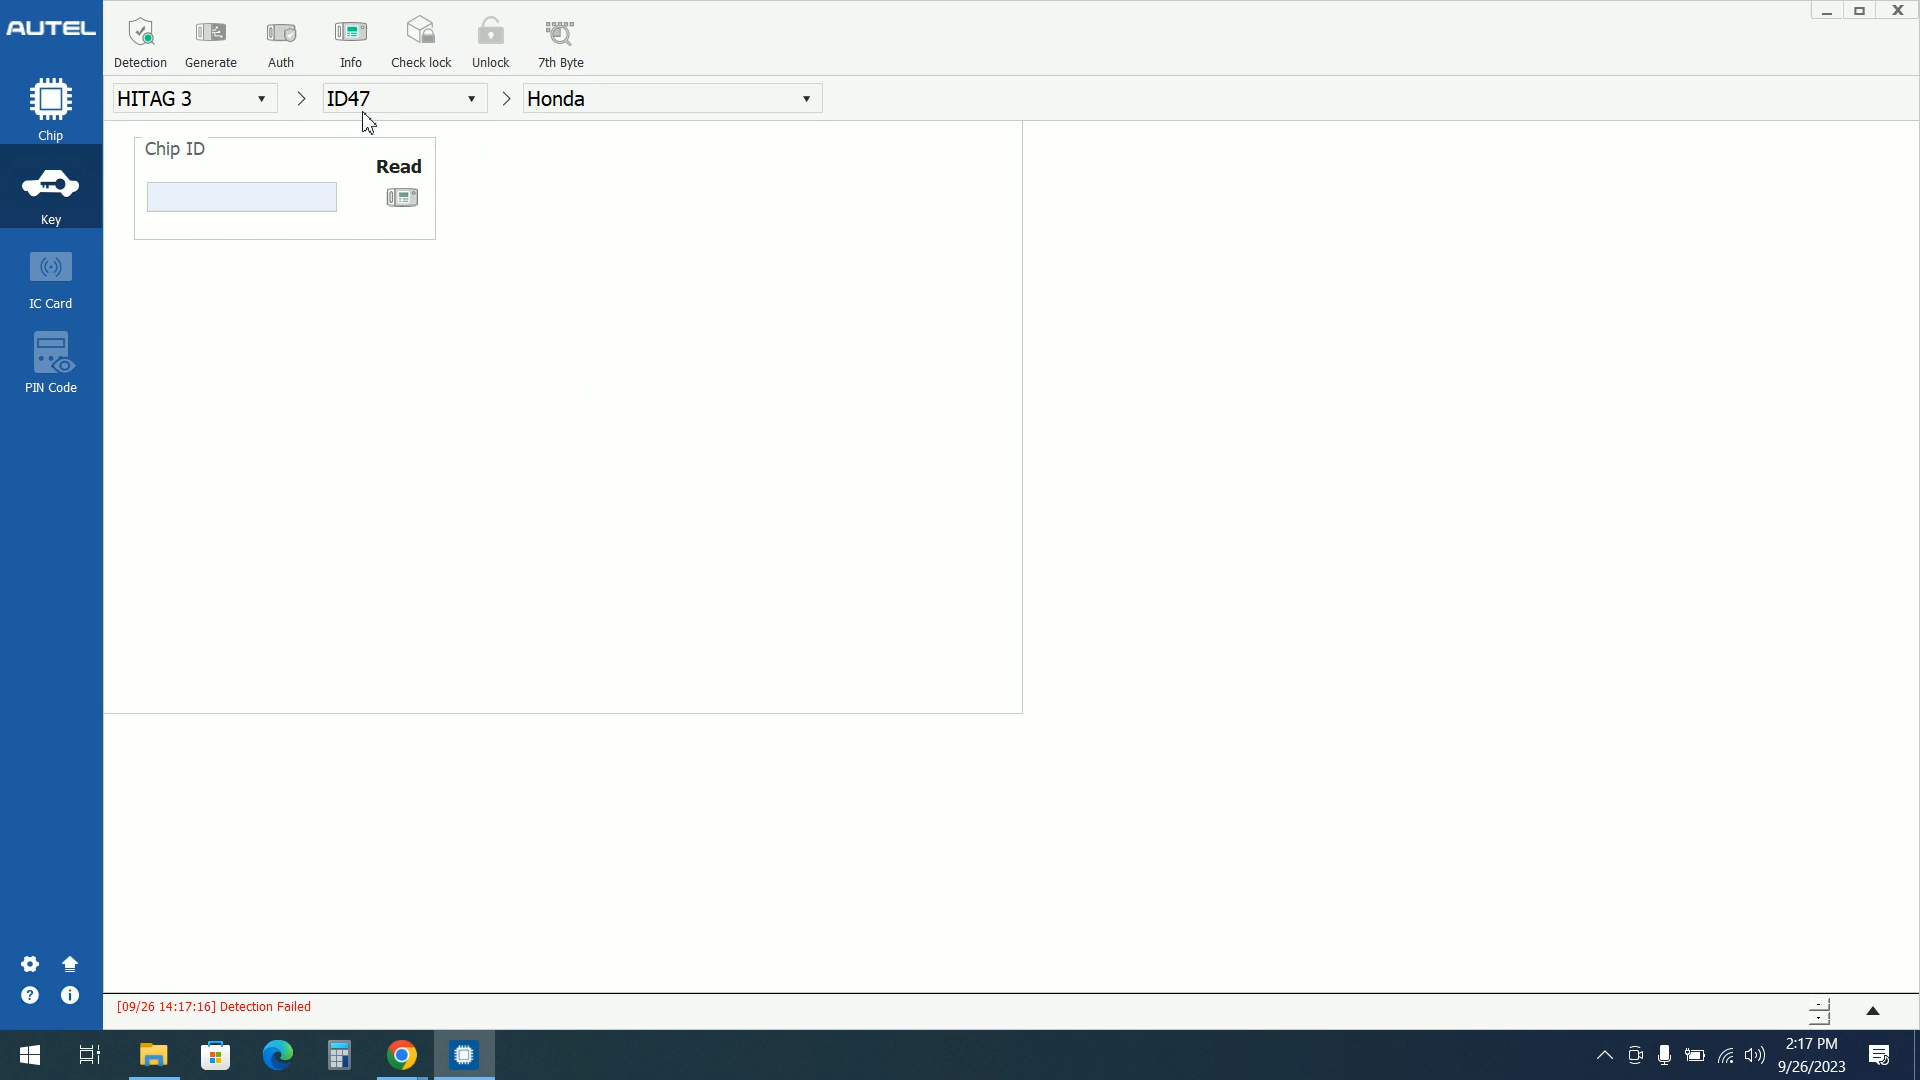 AUTEL
Detection
Generate
Auth
Info
Check lock
Unlock
7th Byte
HITAG 3
ID47
Honda
Chip
Key
IC Card
PIN Code
Chip ID
Read
[09/26 14:17:16] Detection Failed
2:17 PM
9/26/2023